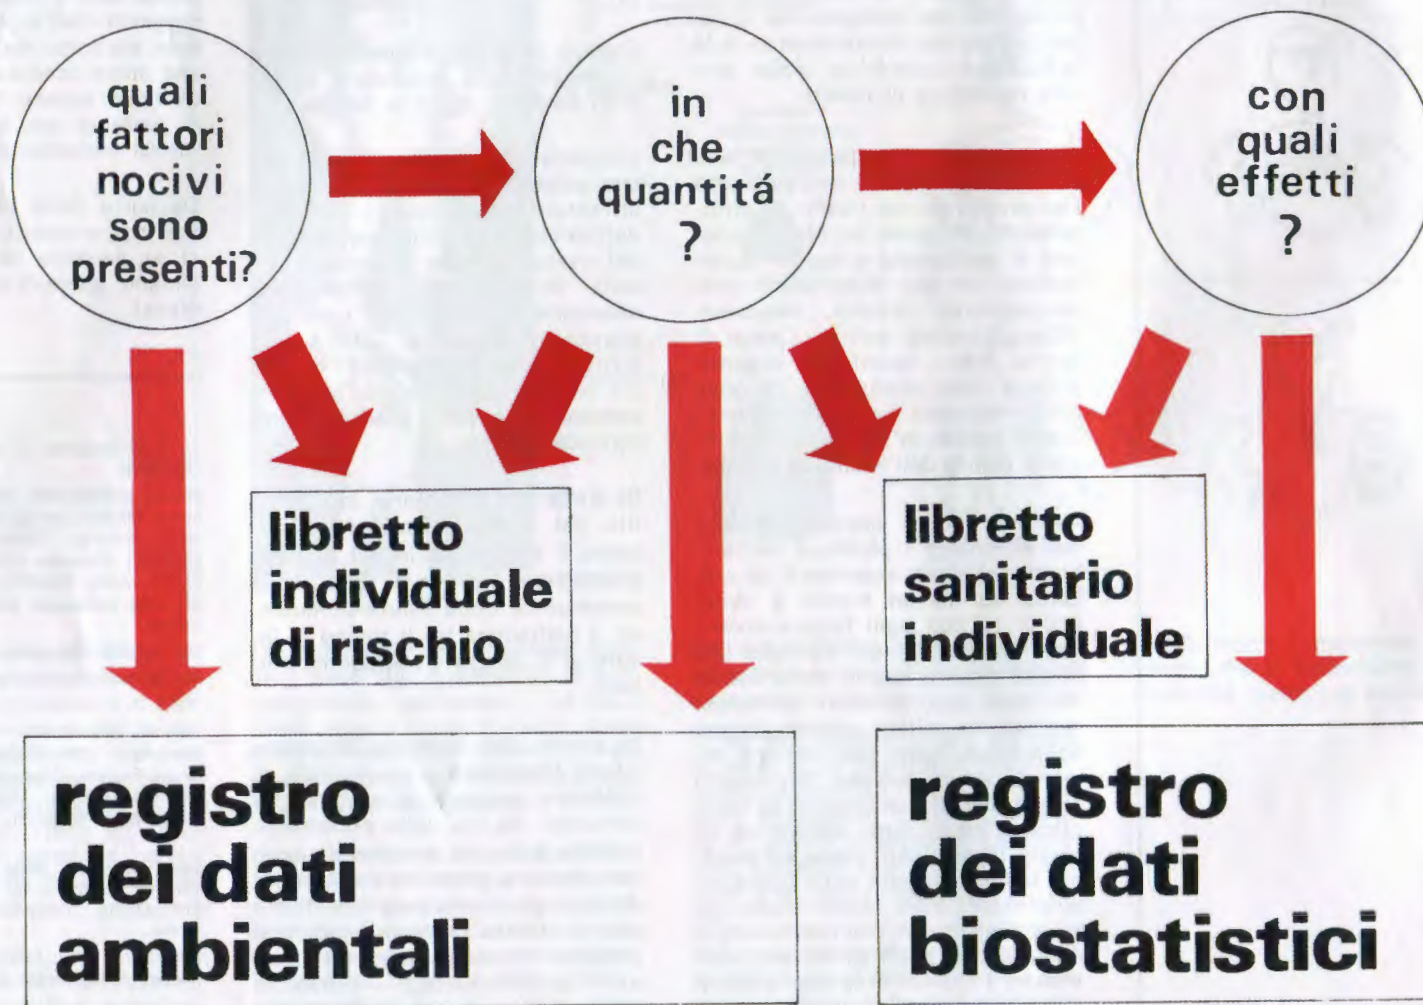 quali
fattori
nocivi
sono
presenti?
in
che
quantitá
?
con
quali
effetti
?
libretto
individuale
di rischio
libretto
sanitario
individuale
registro
dei dati
ambientali
registro
dei dati
biostatistici